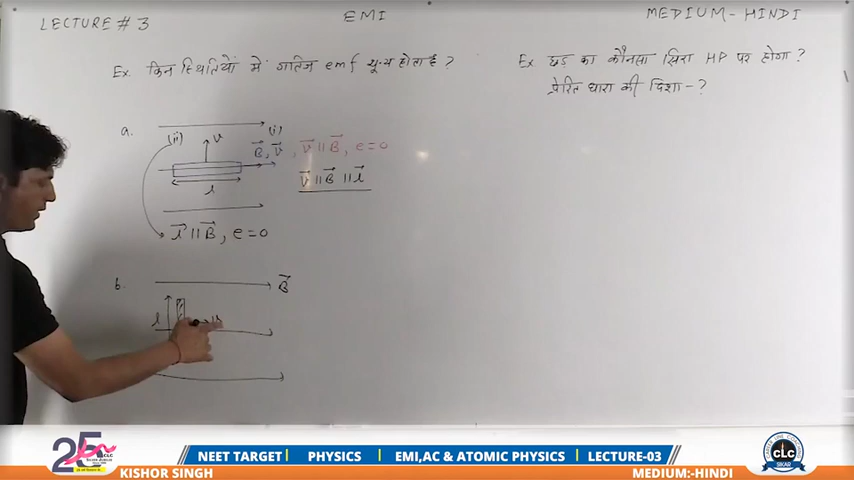 LECTURE # 3
EMI
MEDIUM - HINDI
Ex. किन स्थितियों में गतिज emf शून्य होता है ?
Ex छड़ का कौनसा सिरा HP पर होगा ?
प्रेरित धारा की दिशा - ?
a.
(ii)
v
(i)
B⃗, v⃗ , v⃗ || B⃗, e = 0
l
v⃗ || B⃗ || l⃗
l⃗ || B⃗, e = 0
b.
B⃗
l
25
CLC
NEET TARGET | PHYSICS | EMI,AC & ATOMIC PHYSICS | LECTURE-03
KISHOR SINGH
MEDIUM:-HINDI
CLC
SIKAR